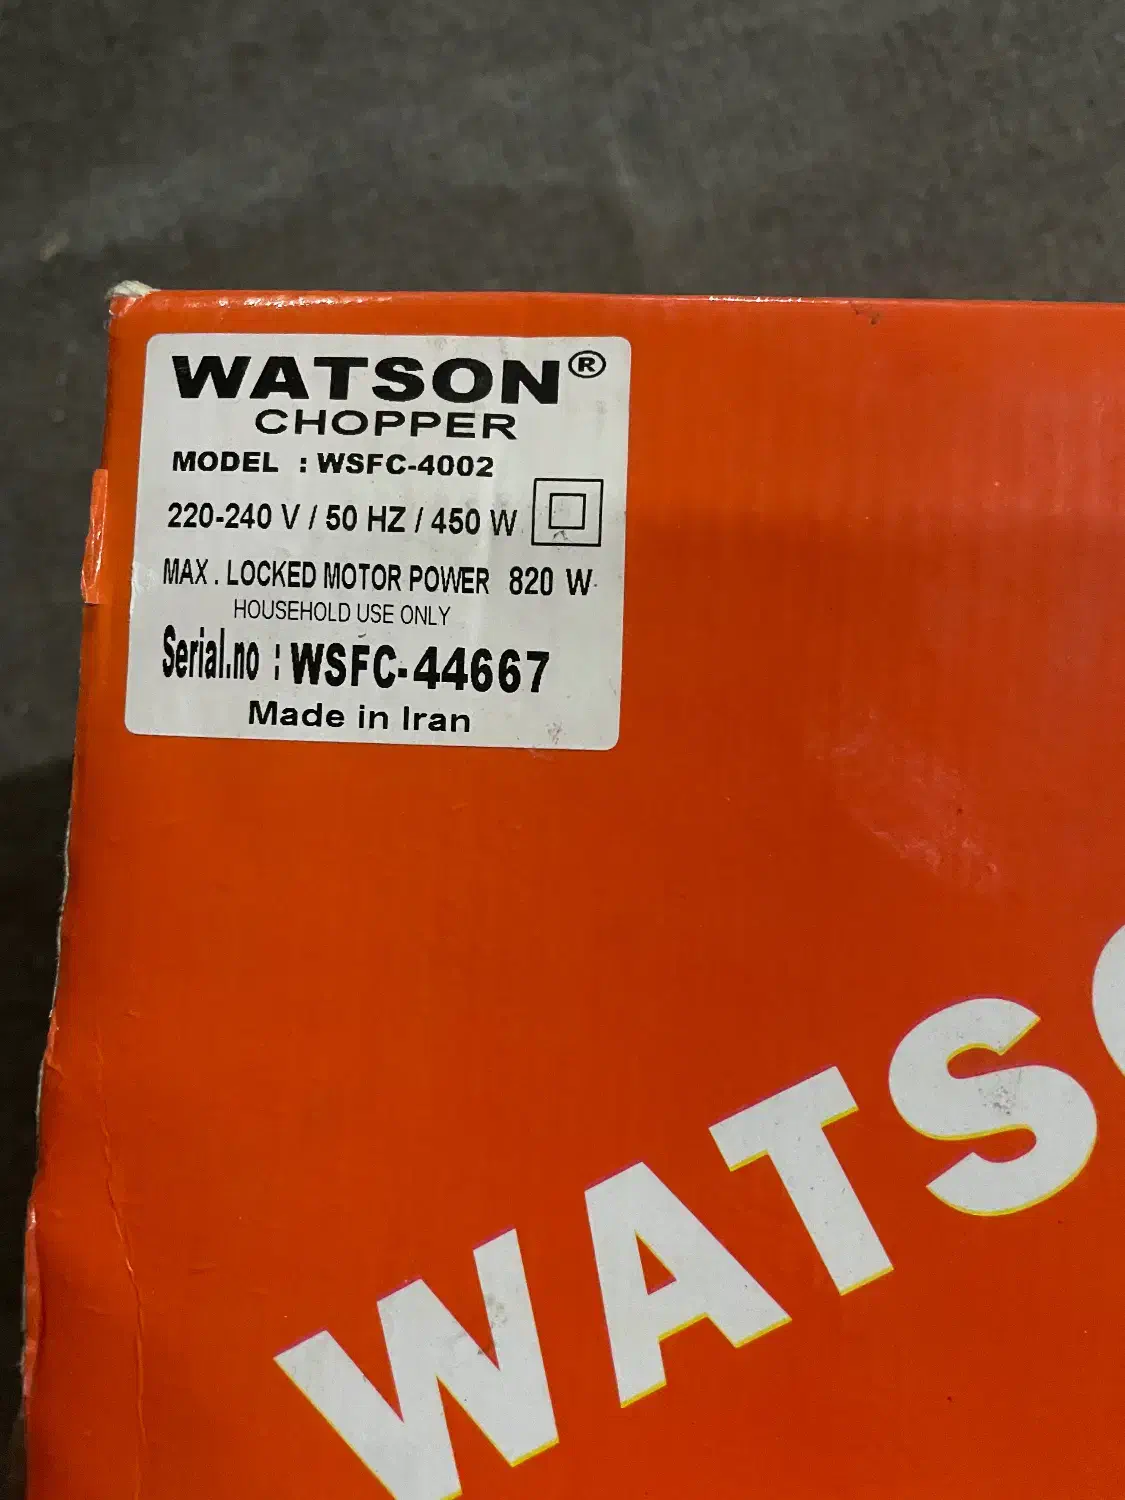 WATSON®
CHOPPER
MODEL : WSFC-4002
220-240 V / 50 HZ / 450 W
MAX . LOCKED MOTOR POWER 820 W
HOUSEHOLD USE ONLY
Serial.no : WSFC-44667
Made in Iran
WATSO